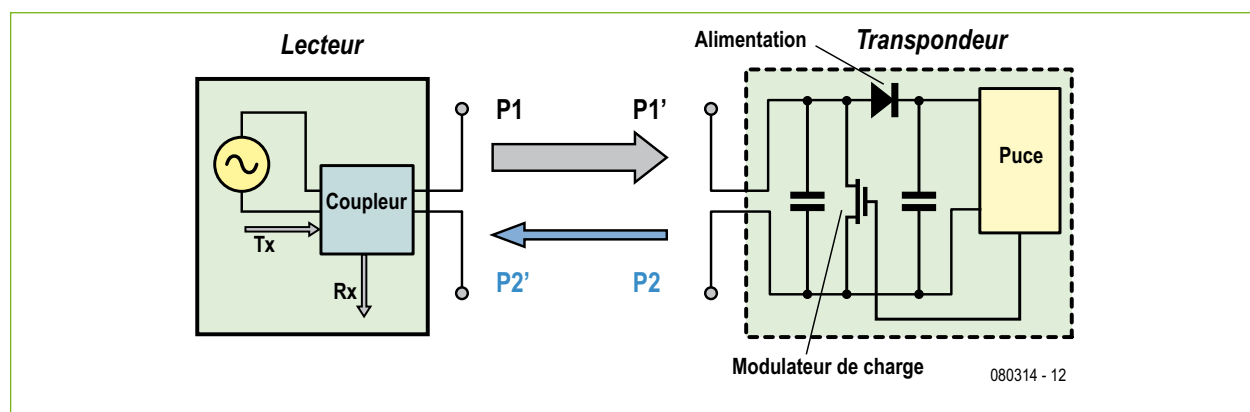 Lecteur
Alimentation
Transpondeur
P1
P1’
Puce
Coupleur
Tx
Rx
P2’
P2
Modulateur de charge
080314 - 12